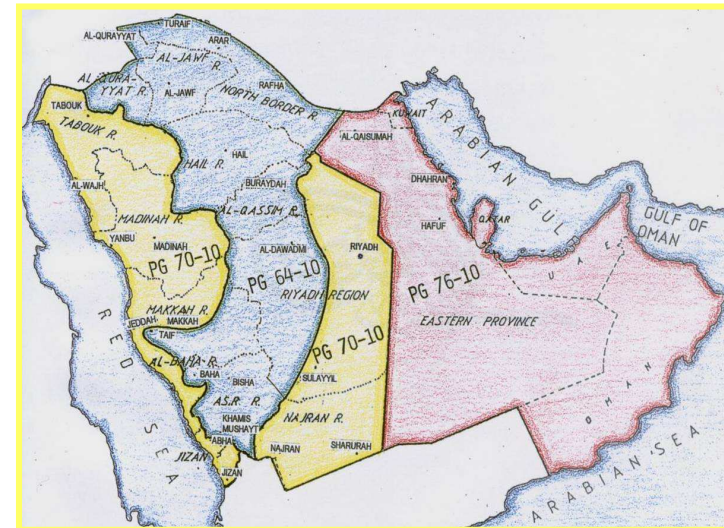 TURAIF
AL-QURAYYAT
ARAR
AL-JAWF R.
AL-QURA-
YYAT R.
RAFHA
AL-JAWF
NORTH BORDER R.
TABOUK
TABOUK R.
KUWAIT
AL-QAISUMAH
ARABIAN GULF
HAIL
HAIL R.
BURAYDAH
DHAHRAN
AL-WAJH
QATAR
GULF OF
OMAN
MADINAH R.
AL-QASSIM R.
HAFUF
YANBU
MADINAH
AL-DAWADMI
RIYADH
U A E
PG 70-10
PG 64-10
PG 76-10
RIYADH REGION
MAKKAH R.
JEDDAH
MAKKAH
EASTERN PROVINCE
TAIF
PG 70-10
AL-BAHA R.
BAHA
BISHA
SULAYYIL
RED SEA
A.S.R. R.
OMAN
KHAMIS
MUSHAYT
NAJRAN R.
ABHA
NAJRAN
SHARURAH
JIZAN
JIZAN
ARABIAN SEA